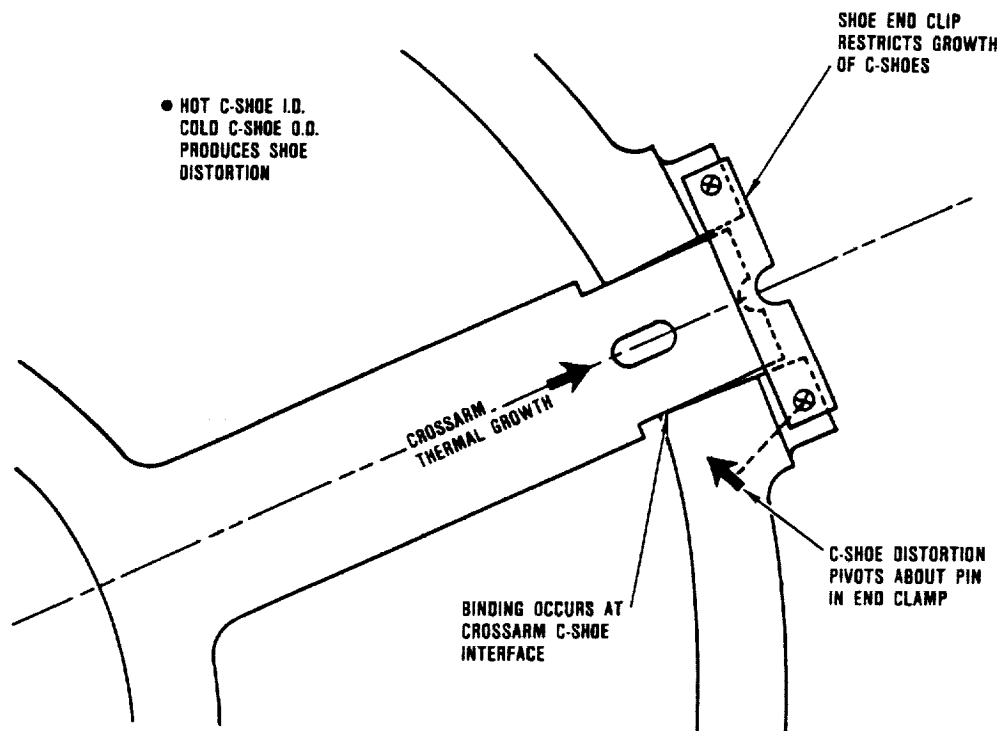 SHOE END CLIP
RESTRICTS GROWTH
OF C-SHOES
● HOT C-SHOE I.D.
COLD C-SHOE O.D.
PRODUCES SHOE
DISTORTION
CROSSARM
THERMAL GROWTH
C-SHOE DISTORTION
PIVOTS ABOUT PIN
IN END CLAMP
BINDING OCCURS AT
CROSSARM C-SHOE
INTERFACE